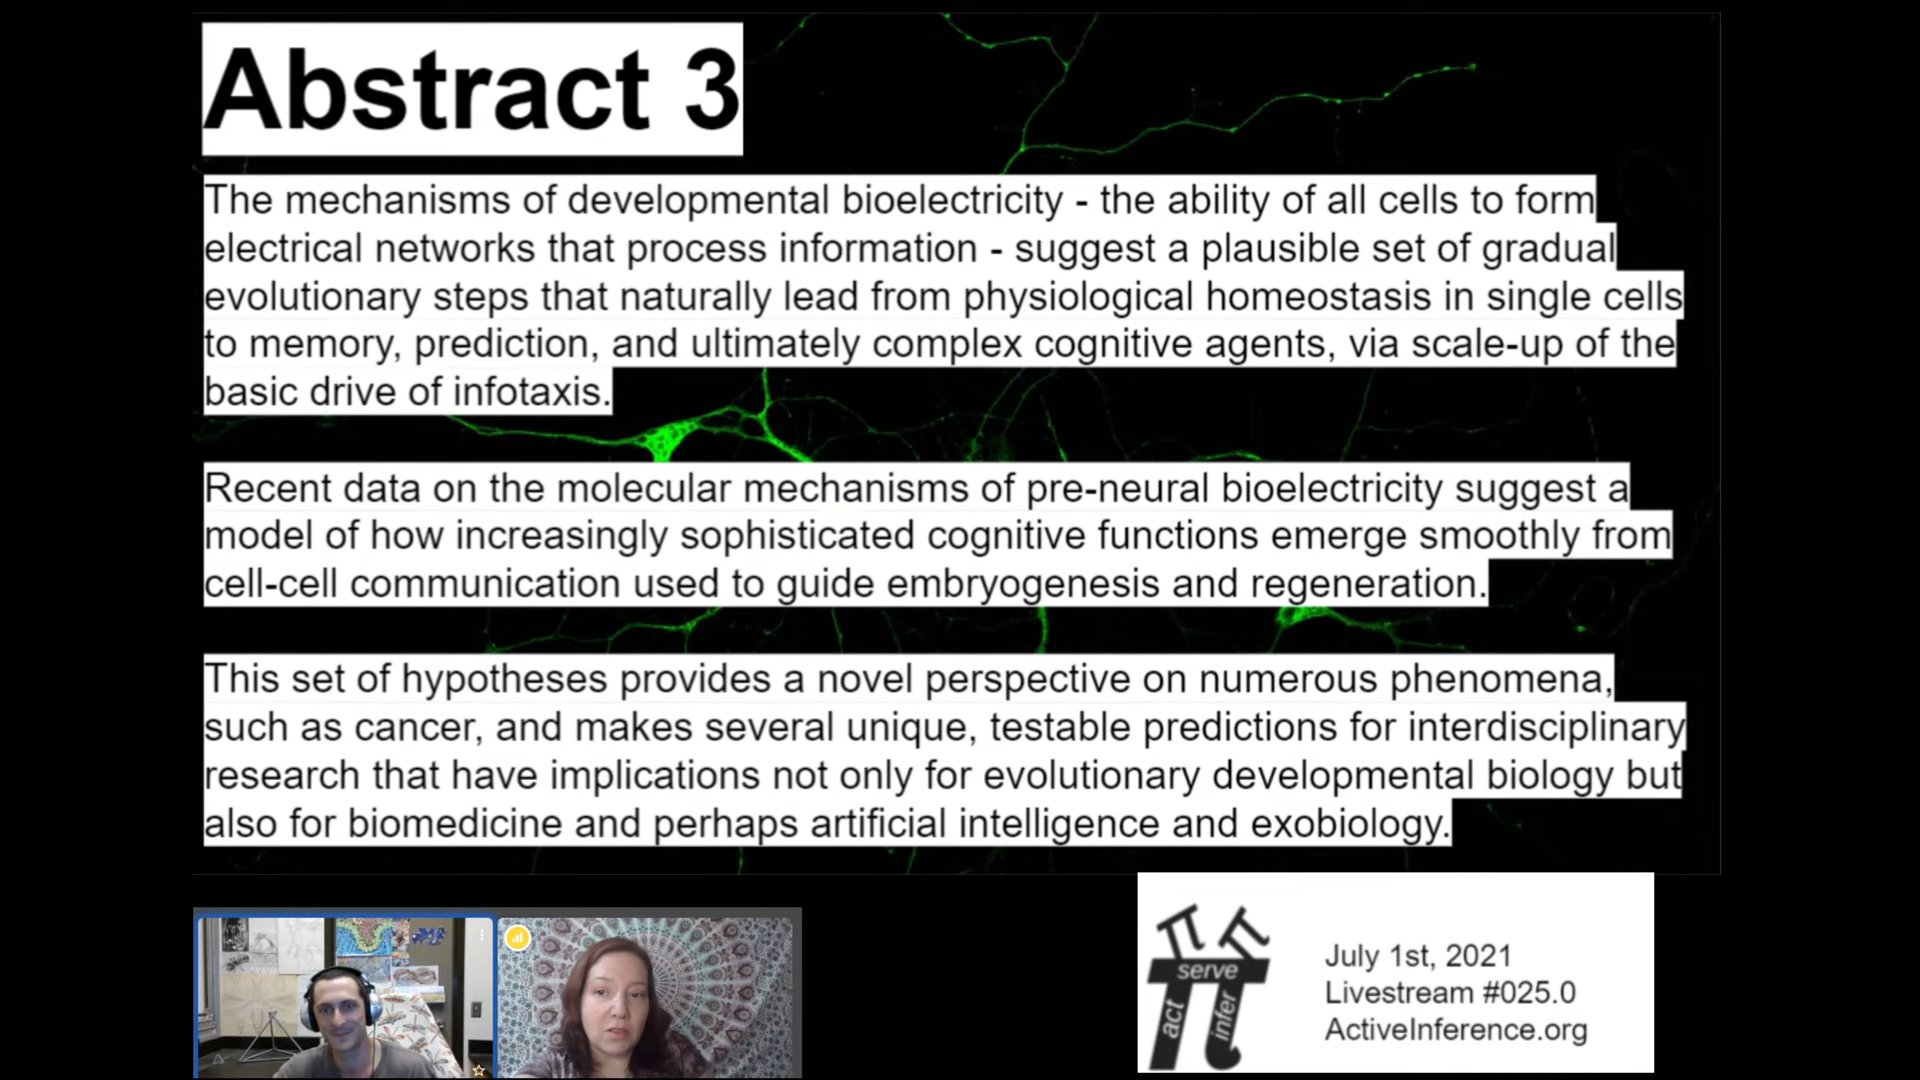 Abstract 3
The mechanisms of developmental bioelectricity - the ability of all cells to form
electrical networks that process information - suggest a plausible set of gradual
evolutionary steps that naturally lead from physiological homeostasis in single cells
to memory, prediction, and ultimately complex cognitive agents, via scale-up of the
basic drive of infotaxis.
Recent data on the molecular mechanisms of pre-neural bioelectricity suggest a
model of how increasingly sophisticated cognitive functions emerge smoothly from
cell-cell communication used to guide embryogenesis and regeneration.
This set of hypotheses provides a novel perspective on numerous phenomena,
such as cancer, and makes several unique, testable predictions for interdisciplinary
research that have implications not only for evolutionary developmental biology but
also for biomedicine and perhaps artificial intelligence and exobiology.
serve
act
infer
July 1st, 2021
Livestream #025.0
ActiveInference.org